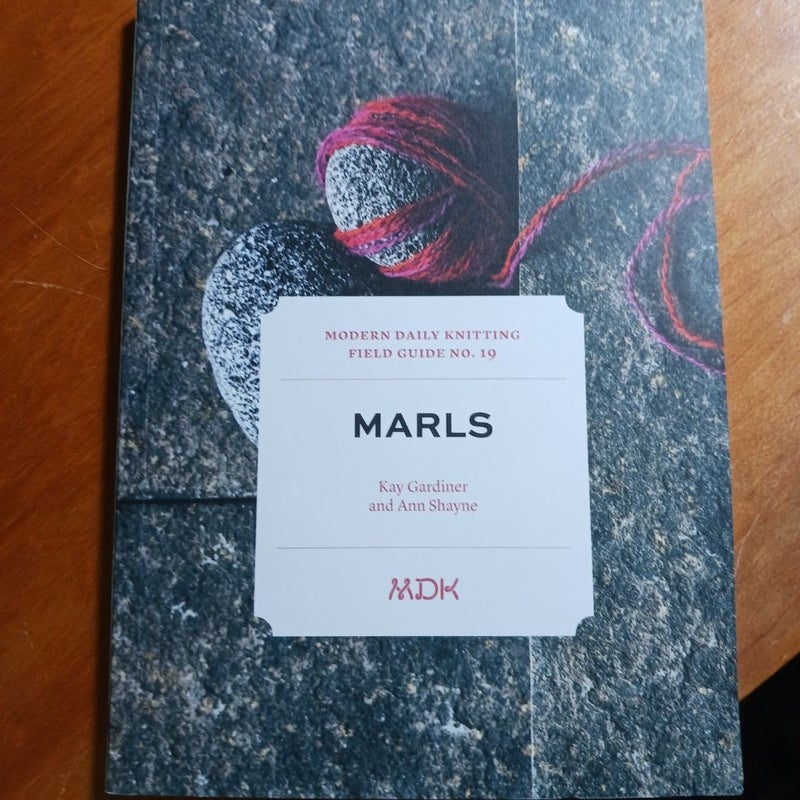 MODERN DAILY KNITTING
FIELD GUIDE NO. 19
MARLS
Kay Gardiner
and Ann Shayne
MDK